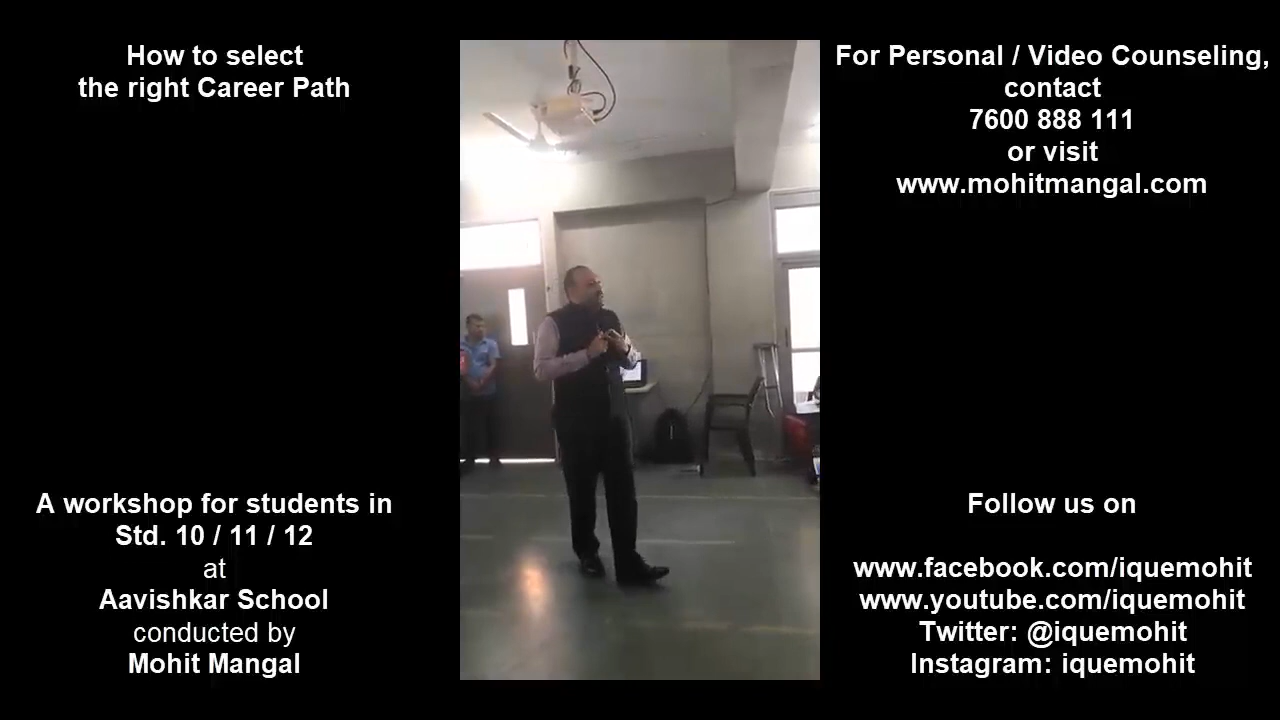 How to select
the right Career Path
A workshop for students in
Std. 10 / 11 / 12
at
Aavishkar School
conducted by
Mohit Mangal
For Personal / Video Counseling,
contact
7600 888 111
or visit
www.mohitmangal.com
Follow us on
www.facebook.com/iquemohit
www.youtube.com/iquemohit
Twitter: @iquemohit
Instagram: iquemohit